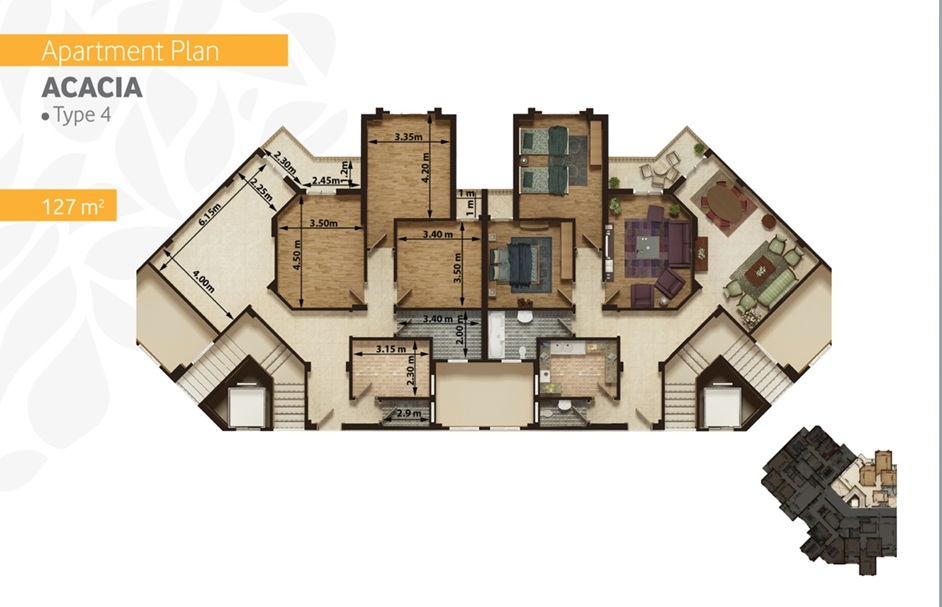 Apartment Plan
ACACIA
• Type 4
127 m²
3.35m
4.20 m
2.30m
1.2m
2.45m
2.25m
6.15m
4.00m
3.50m
4.50 m
1 m
1 m
3.40 m
3.50 m
3.40 m
2.00 m
3.15 m
2.30 m
2.9 m